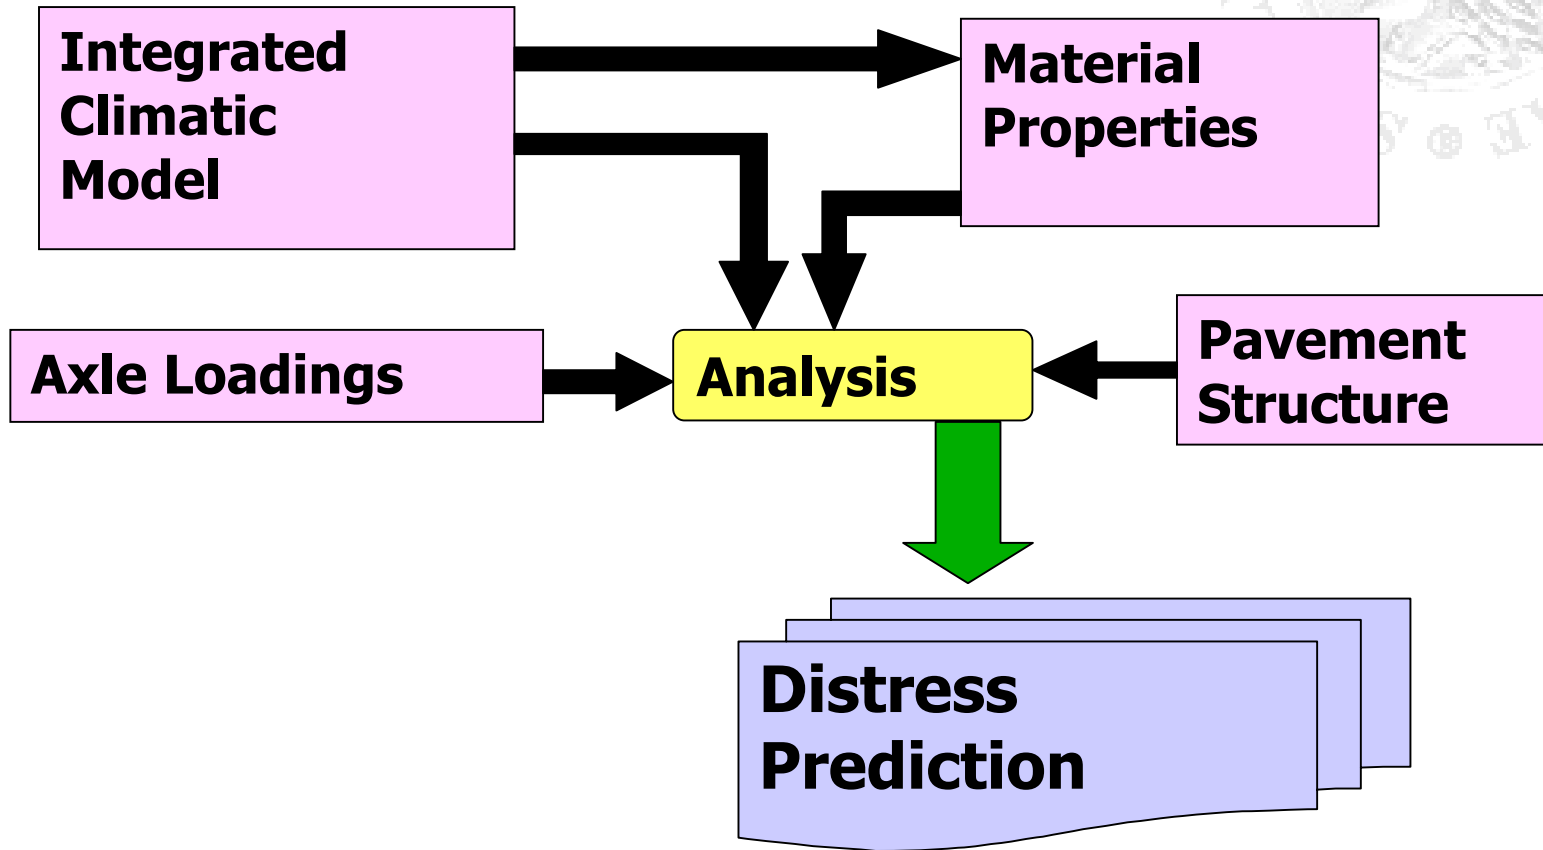 Integrated
Climatic
Model
Material
Properties
Axle Loadings
Analysis
Pavement
Structure
Distress
Prediction